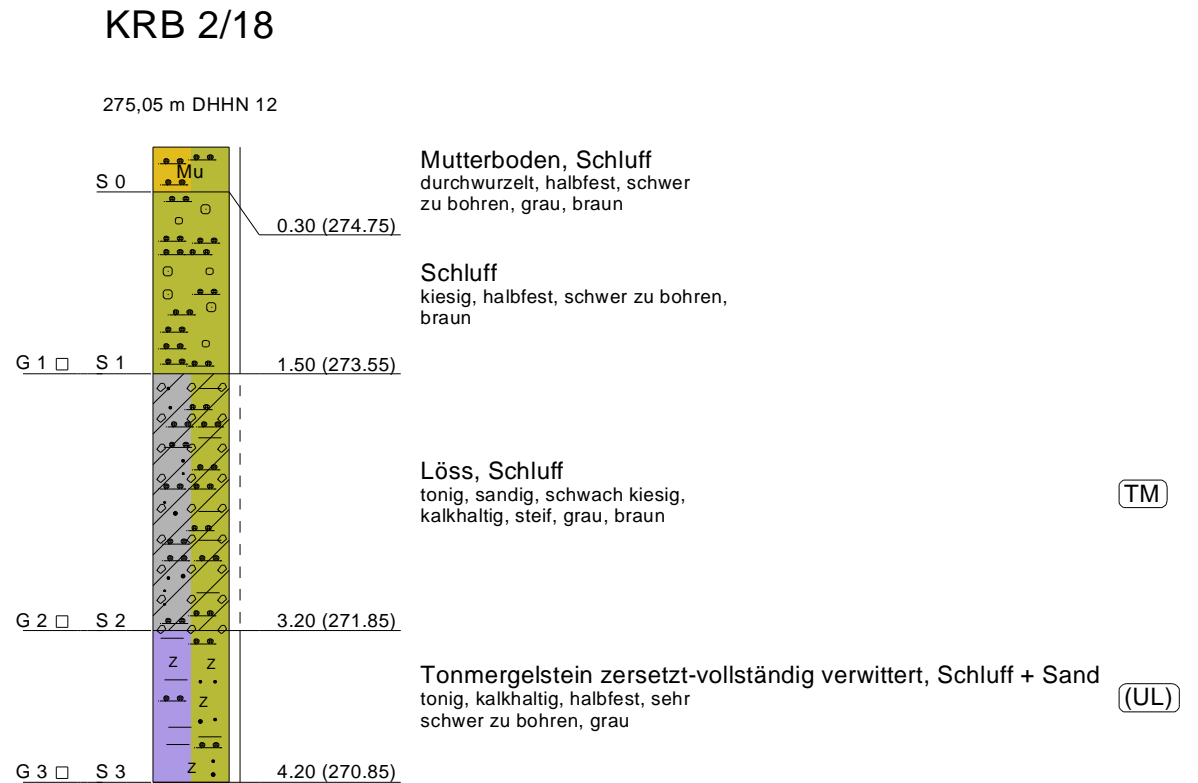 KRB 2/18
275,05 m DHHN 12
Mu
S 0
0.30 (274.75)
Mutterboden, Schluff
durchwurzelt, halbfest, schwer
zu bohren, grau, braun
Schluff
kiesig, halbfest, schwer zu bohren,
braun
G 1 S 1 1.50 (273.55)
Löss, Schluff
tonig, sandig, schwach kiesig,
kalkhaltig, steif, grau, braun
TM
G 2 S 2 3.20 (271.85)
z z
z
z
Tonmergelstein zersetzt-vollständig verwittert, Schluff + Sand
tonig, kalkhaltig, halbfest, sehr
schwer zu bohren, grau
(UL)
G 3 S 3 4.20 (270.85)